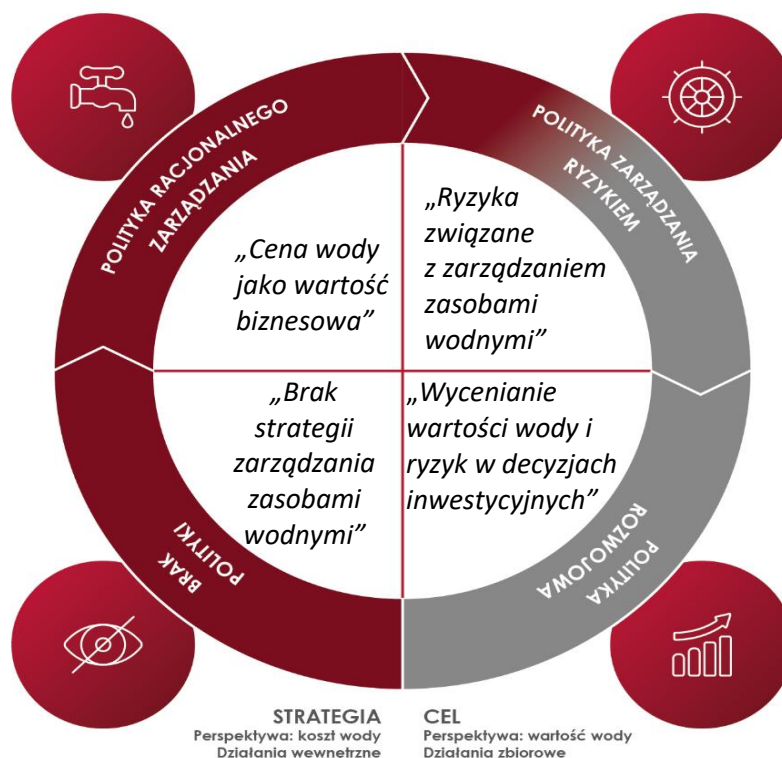 POLITYKA RACJONALNEGO
ZARZĄDZANIA
POLITYKA ZARZĄDZANIA
RYZYKIEM
„Cena wody
jako wartość
biznesowa”
„Ryzyka
związane
z zarządzaniem
zasobami
wodnymi”
„Brak
strategii
zarządzania
zasobami
wodnymi”
„Wycenianie
wartości wody i
ryzyk w decyzjach
inwestycyjnych”
BRAK
POLITYKI
POLITYKA
ROZWOJOWA
STRATEGIA
Perspektywa: koszt wody
Działania wewnetrzne
CEL
Perspektywa: wartość wody
Działania zbiorowe